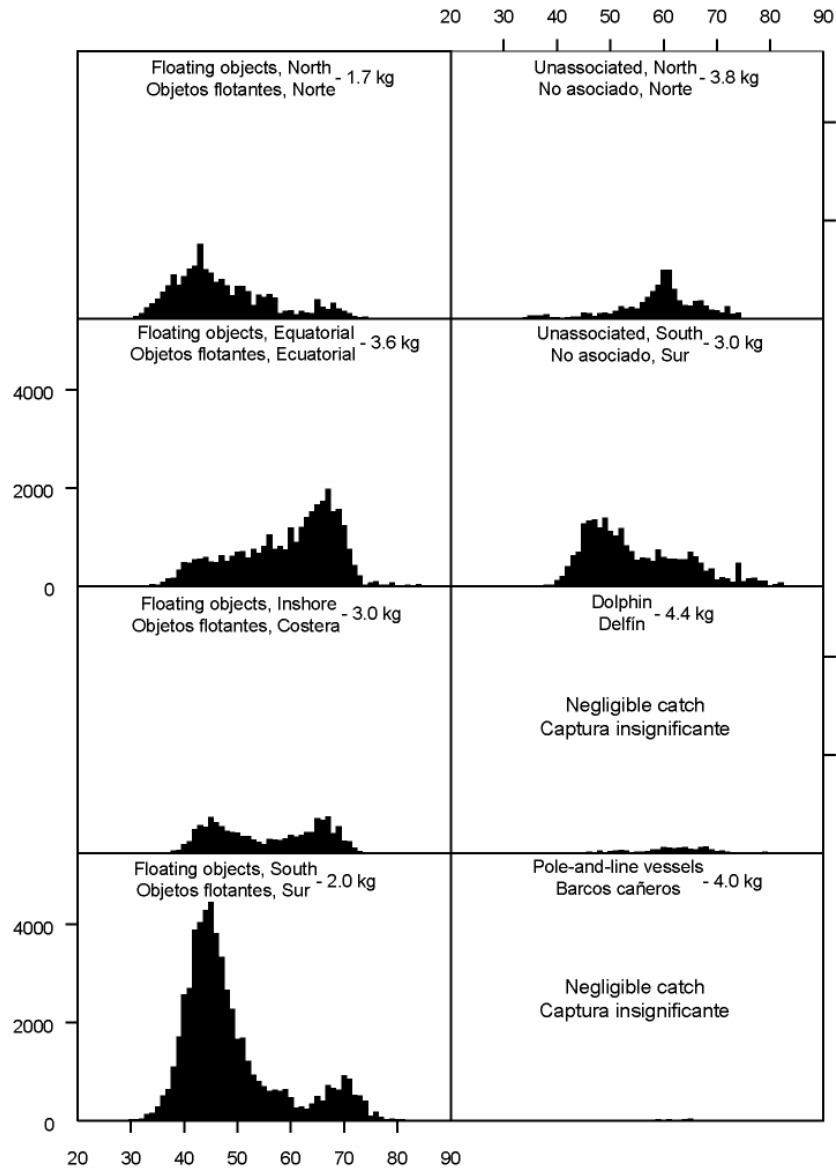 20 30 40 50 60 70 80 90
Floating objects, North
Objetos flotantes, Norte - 1.7 kg
Unassociated, North
No asociado, Norte - 3.8 kg
Floating objects, Equatorial
Objetos flotantes, Ecuatorial - 3.6 kg
Unassociated, South
No asociado, Sur - 3.0 kg
4000
2000
0
Floating objects, Inshore
Objetos flotantes, Costera - 3.0 kg
Dolphin
Delfín - 4.4 kg
Negligible catch
Captura insignificante
Floating objects, South
Objetos flotantes, Sur - 2.0 kg
Pole-and-line vessels
Barcos cañeros - 4.0 kg
4000
2000
0
Negligible catch
Captura insignificante
20 30 40 50 60 70 80 90